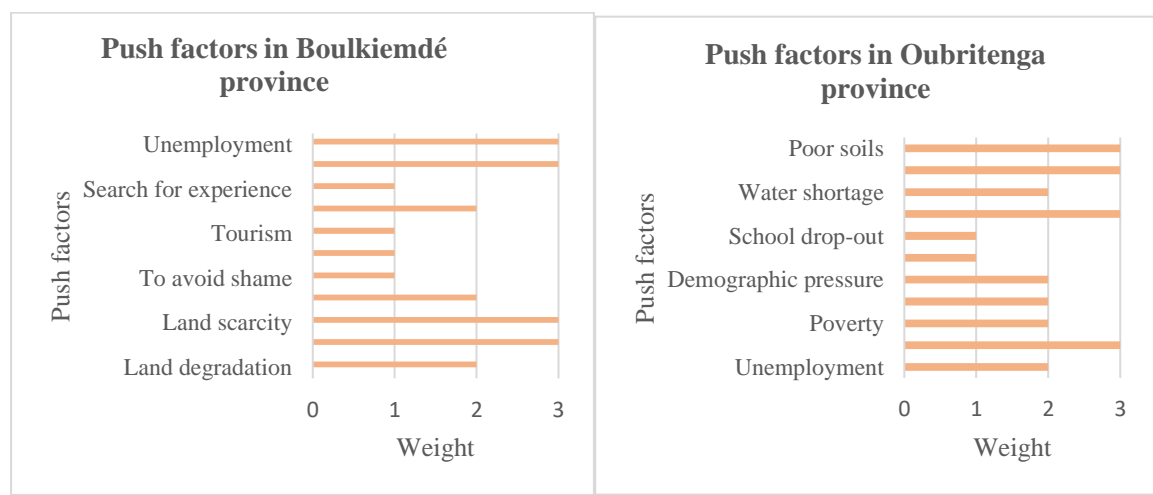 Push factors in Boulkiemdé
province
Unemployment
Search for experience
Tourism
To avoid shame
Land scarcity
Land degradation
Push factors
0 1 2 3
Weight
Push factors in Oubritenga
province
Poor soils
Water shortage
School drop-out
Demographic pressure
Poverty
Unemployment
Push factors
0 1 2 3
Weight